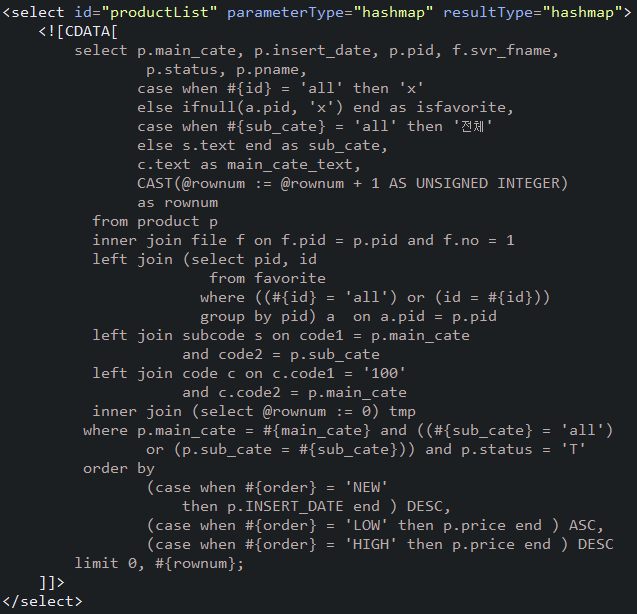 <select id="productList" parameterType="hashmap" resultType="hashmap">
    <![CDATA[
        select p.main_cate, p.insert_date, p.pid, f.svr_fname,
                p.status, p.pname,
               case when #{id} = 'all' then 'x'
               else ifnull(a.pid, 'x') end as isfavorite,
               case when #{sub_cate} = 'all' then '전체'
               else s.text end as sub_cate,
               c.text as main_cate_text,
               CAST(@rownum := @rownum + 1 AS UNSIGNED INTEGER)
               as rownum
          from product p
          inner join file f on f.pid = p.pid and f.no = 1
          left join (select pid, id
                       from favorite
                      where ((#{id} = 'all') or (id = #{id}))
                      group by pid) a  on a.pid = p.pid
          left join subcode s on code1 = p.main_cate
                    and code2 = p.sub_cate
          left join code c on c.code1 = '100'
                    and c.code2 = p.main_cate
          inner join (select @rownum := 0) tmp
         where p.main_cate = #{main_cate} and ((#{sub_cate} = 'all')
                or (p.sub_cate = #{sub_cate})) and p.status = 'T'
         order by
                (case when #{order} = 'NEW'
                    then p.INSERT_DATE end ) DESC,
                (case when #{order} = 'LOW' then p.price end ) ASC,
                (case when #{order} = 'HIGH' then p.price end ) DESC
        limit 0, #{rownum};
    ]]>
</select>